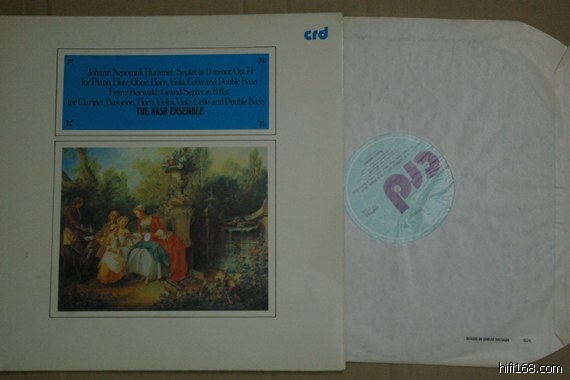 crd
Johann Nepomuk Hummel: Septet in D minor Op. 74
for Piano, Flute, Oboe, Horn, Viola, Cello and Double Bass
Franz Berwald: Grand Septet in B flat
for Clarinet, Bassoon, Horn, Violin, Viola, Cello and Double Bass
THE NASH ENSEMBLE
crd
hifi168.com